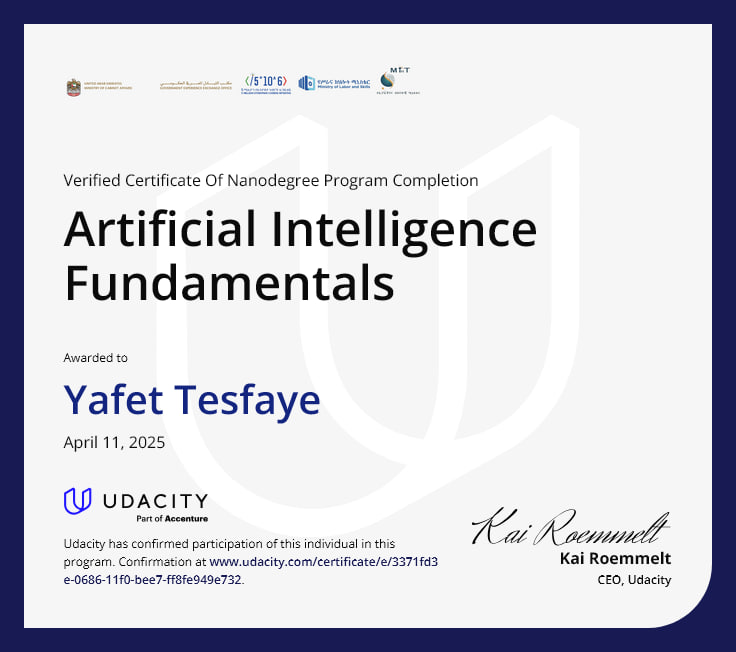 UNITED ARAB EMIRATES
MINISTRY OF CABINET AFFAIRS
GOVERNMENT EXPERIENCE EXCHANGE OFFICE
</5*10^6>
Ministry of Labor and Skills
Verified Certificate Of Nanodegree Program Completion
Artificial Intelligence
Fundamentals
Awarded to
Yafet Tesfaye
April 11, 2025
UDACITY
Part of Accenture
Udacity has confirmed participation of this individual in this
program. Confirmation at www.udacity.com/certificate/e/3371fd3
e-0686-11f0-bee7-ff8fe949e732.
Kai Roemmelt
Kai Roemmelt
CEO, Udacity